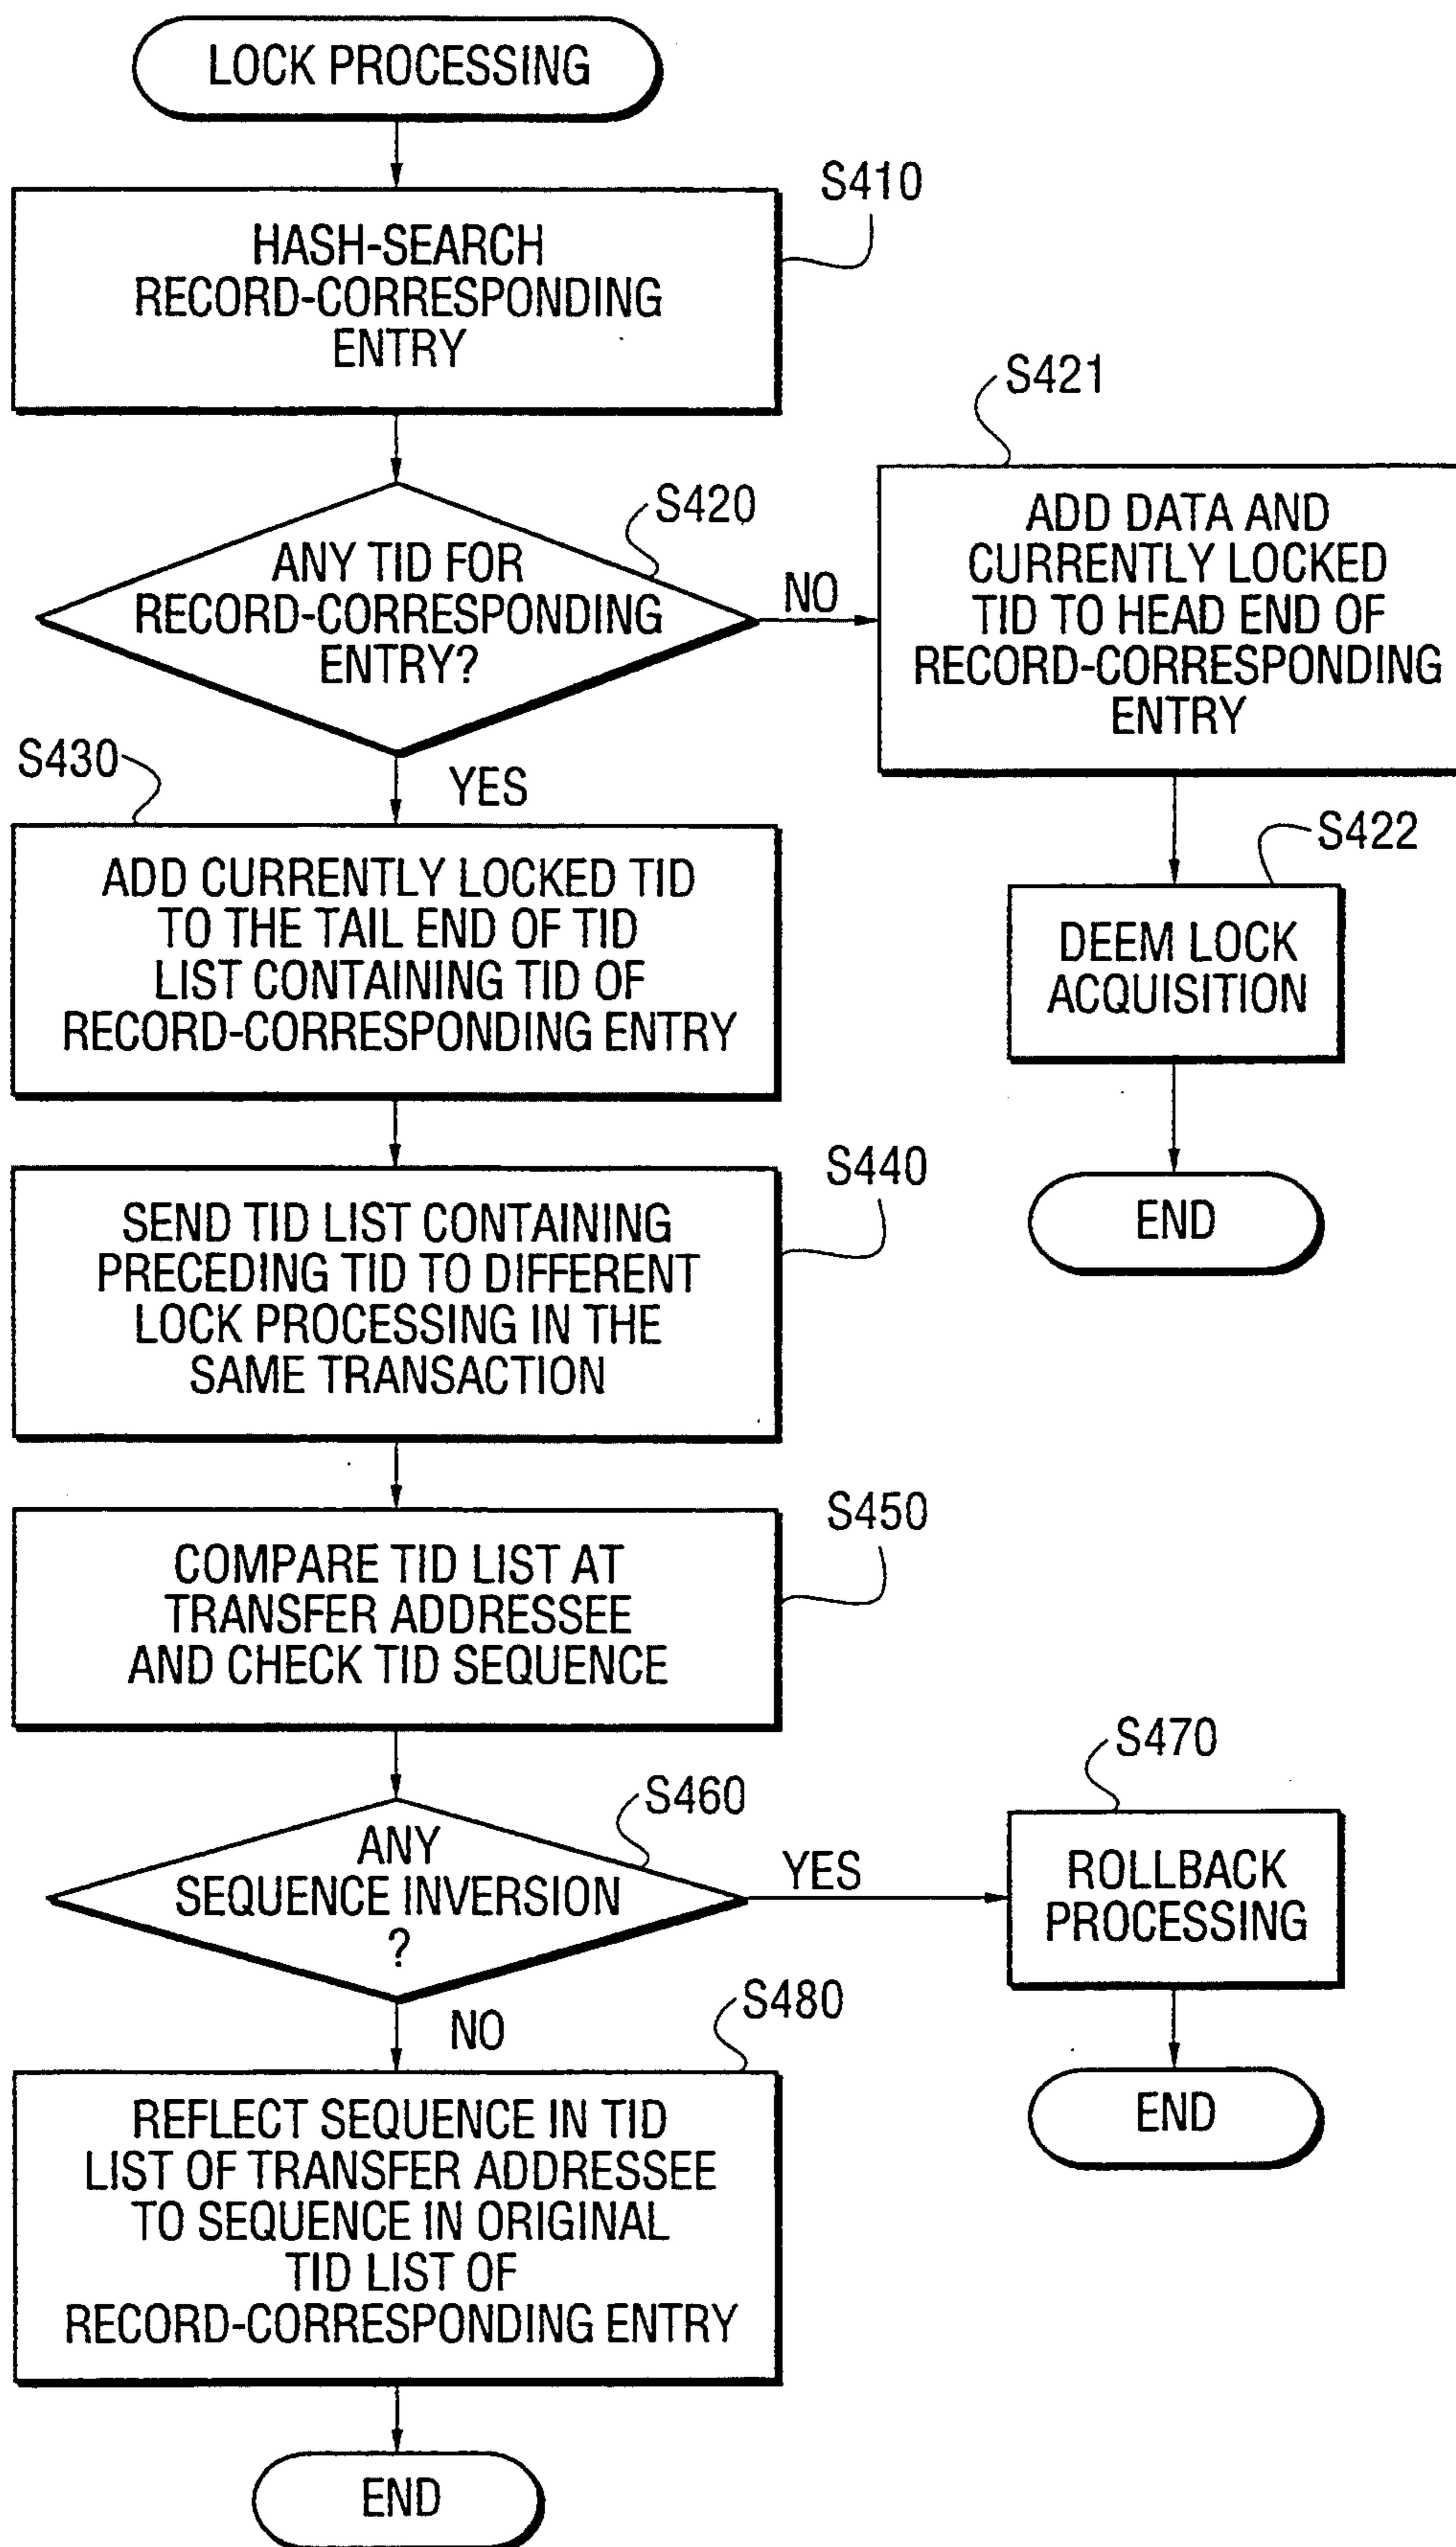 LOCK PROCESSING
S410
HASH-SEARCH
RECORD-CORRESPONDING
ENTRY
S420
ANY TID FOR
RECORD-CORRESPONDING
ENTRY?
NO
S421
ADD DATA AND
CURRENTLY LOCKED
TID TO HEAD END OF
RECORD-CORRESPONDING
ENTRY
S422
DEEM LOCK
ACQUISITION
END
YES
S430
ADD CURRENTLY LOCKED TID
TO THE TAIL END OF TID
LIST CONTAINING TID OF
RECORD-CORRESPONDING ENTRY
S440
SEND TID LIST CONTAINING
PRECEDING TID TO DIFFERENT
LOCK PROCESSING IN THE
SAME TRANSACTION
S450
COMPARE TID LIST AT
TRANSFER ADDRESSEE
AND CHECK TID SEQUENCE
S460
ANY
SEQUENCE INVERSION
?
YES
S470
ROLLBACK
PROCESSING
END
NO
S480
REFLECT SEQUENCE IN TID
LIST OF TRANSFER ADDRESSEE
TO SEQUENCE IN ORIGINAL
TID LIST OF
RECORD-CORRESPONDING ENTRY
END